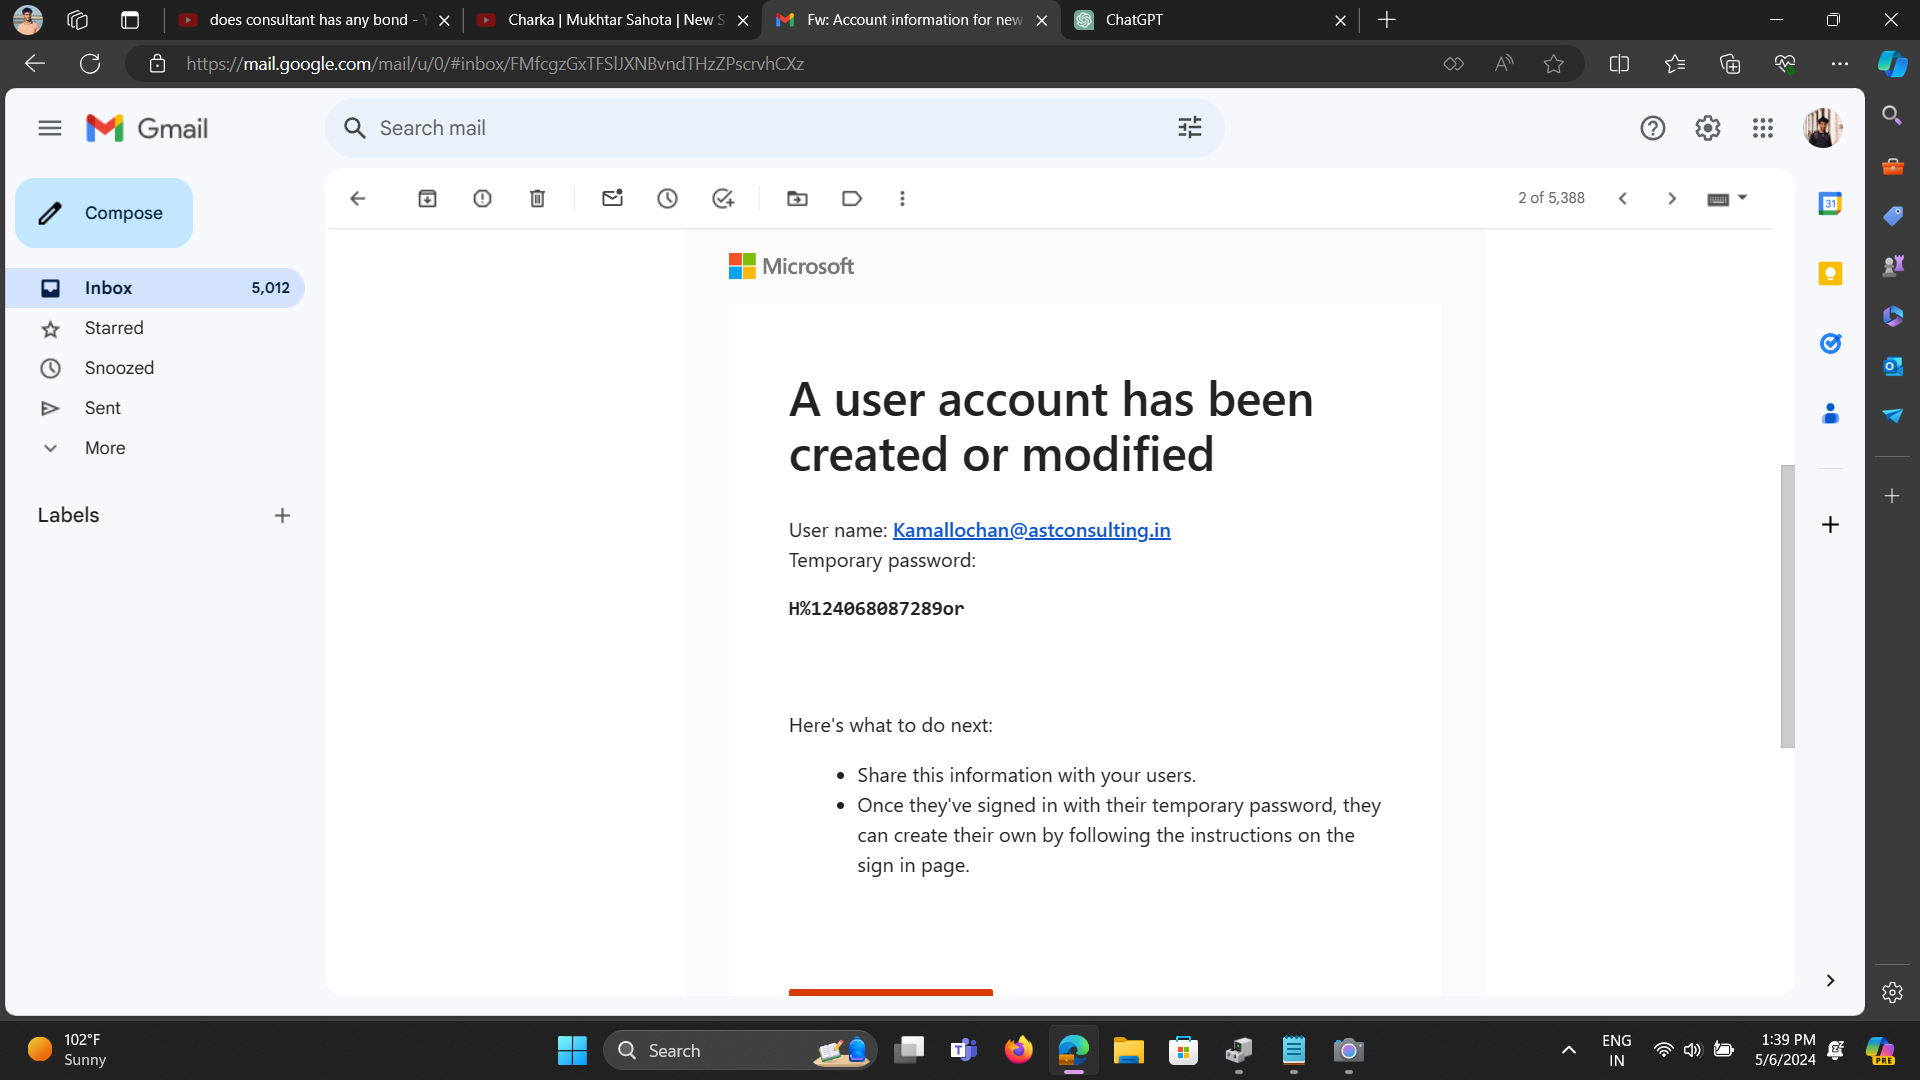 does consultant has any bond - Y
Charka | Mukhtar Sahota | New S
Fw: Account information for new
ChatGPT
https://mail.google.com/mail/u/0/#inbox/FMfcgzGxTFSlJXNBvndTHzZPscrvhCXz
Gmail
Search mail
Compose
2 of 5,388
Inbox 5,012
Starred
Snoozed
Sent
More
Labels
31
Microsoft
A user account has been
created or modified
User name: Kamallochan@astconsulting.in
Temporary password:
H%124068087289or
Here's what to do next:
Share this information with your users.
Once they've signed in with their temporary password, they
can create their own by following the instructions on the
sign in page.
102°F
Sunny
Search
ENG
IN
1:39 PM
5/6/2024
PRE